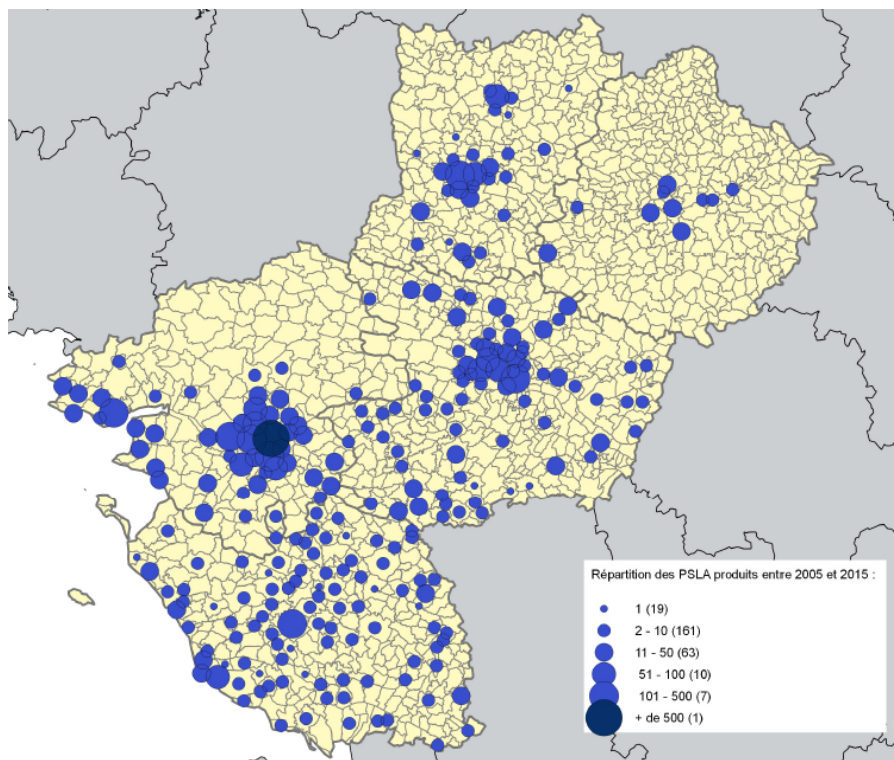 Répartition des PSLA produits entre 2005 et 2015 :
1 (19)
2 - 10 (161)
11 - 50 (63)
51 - 100 (10)
101 - 500 (7)
+ de 500 (1)